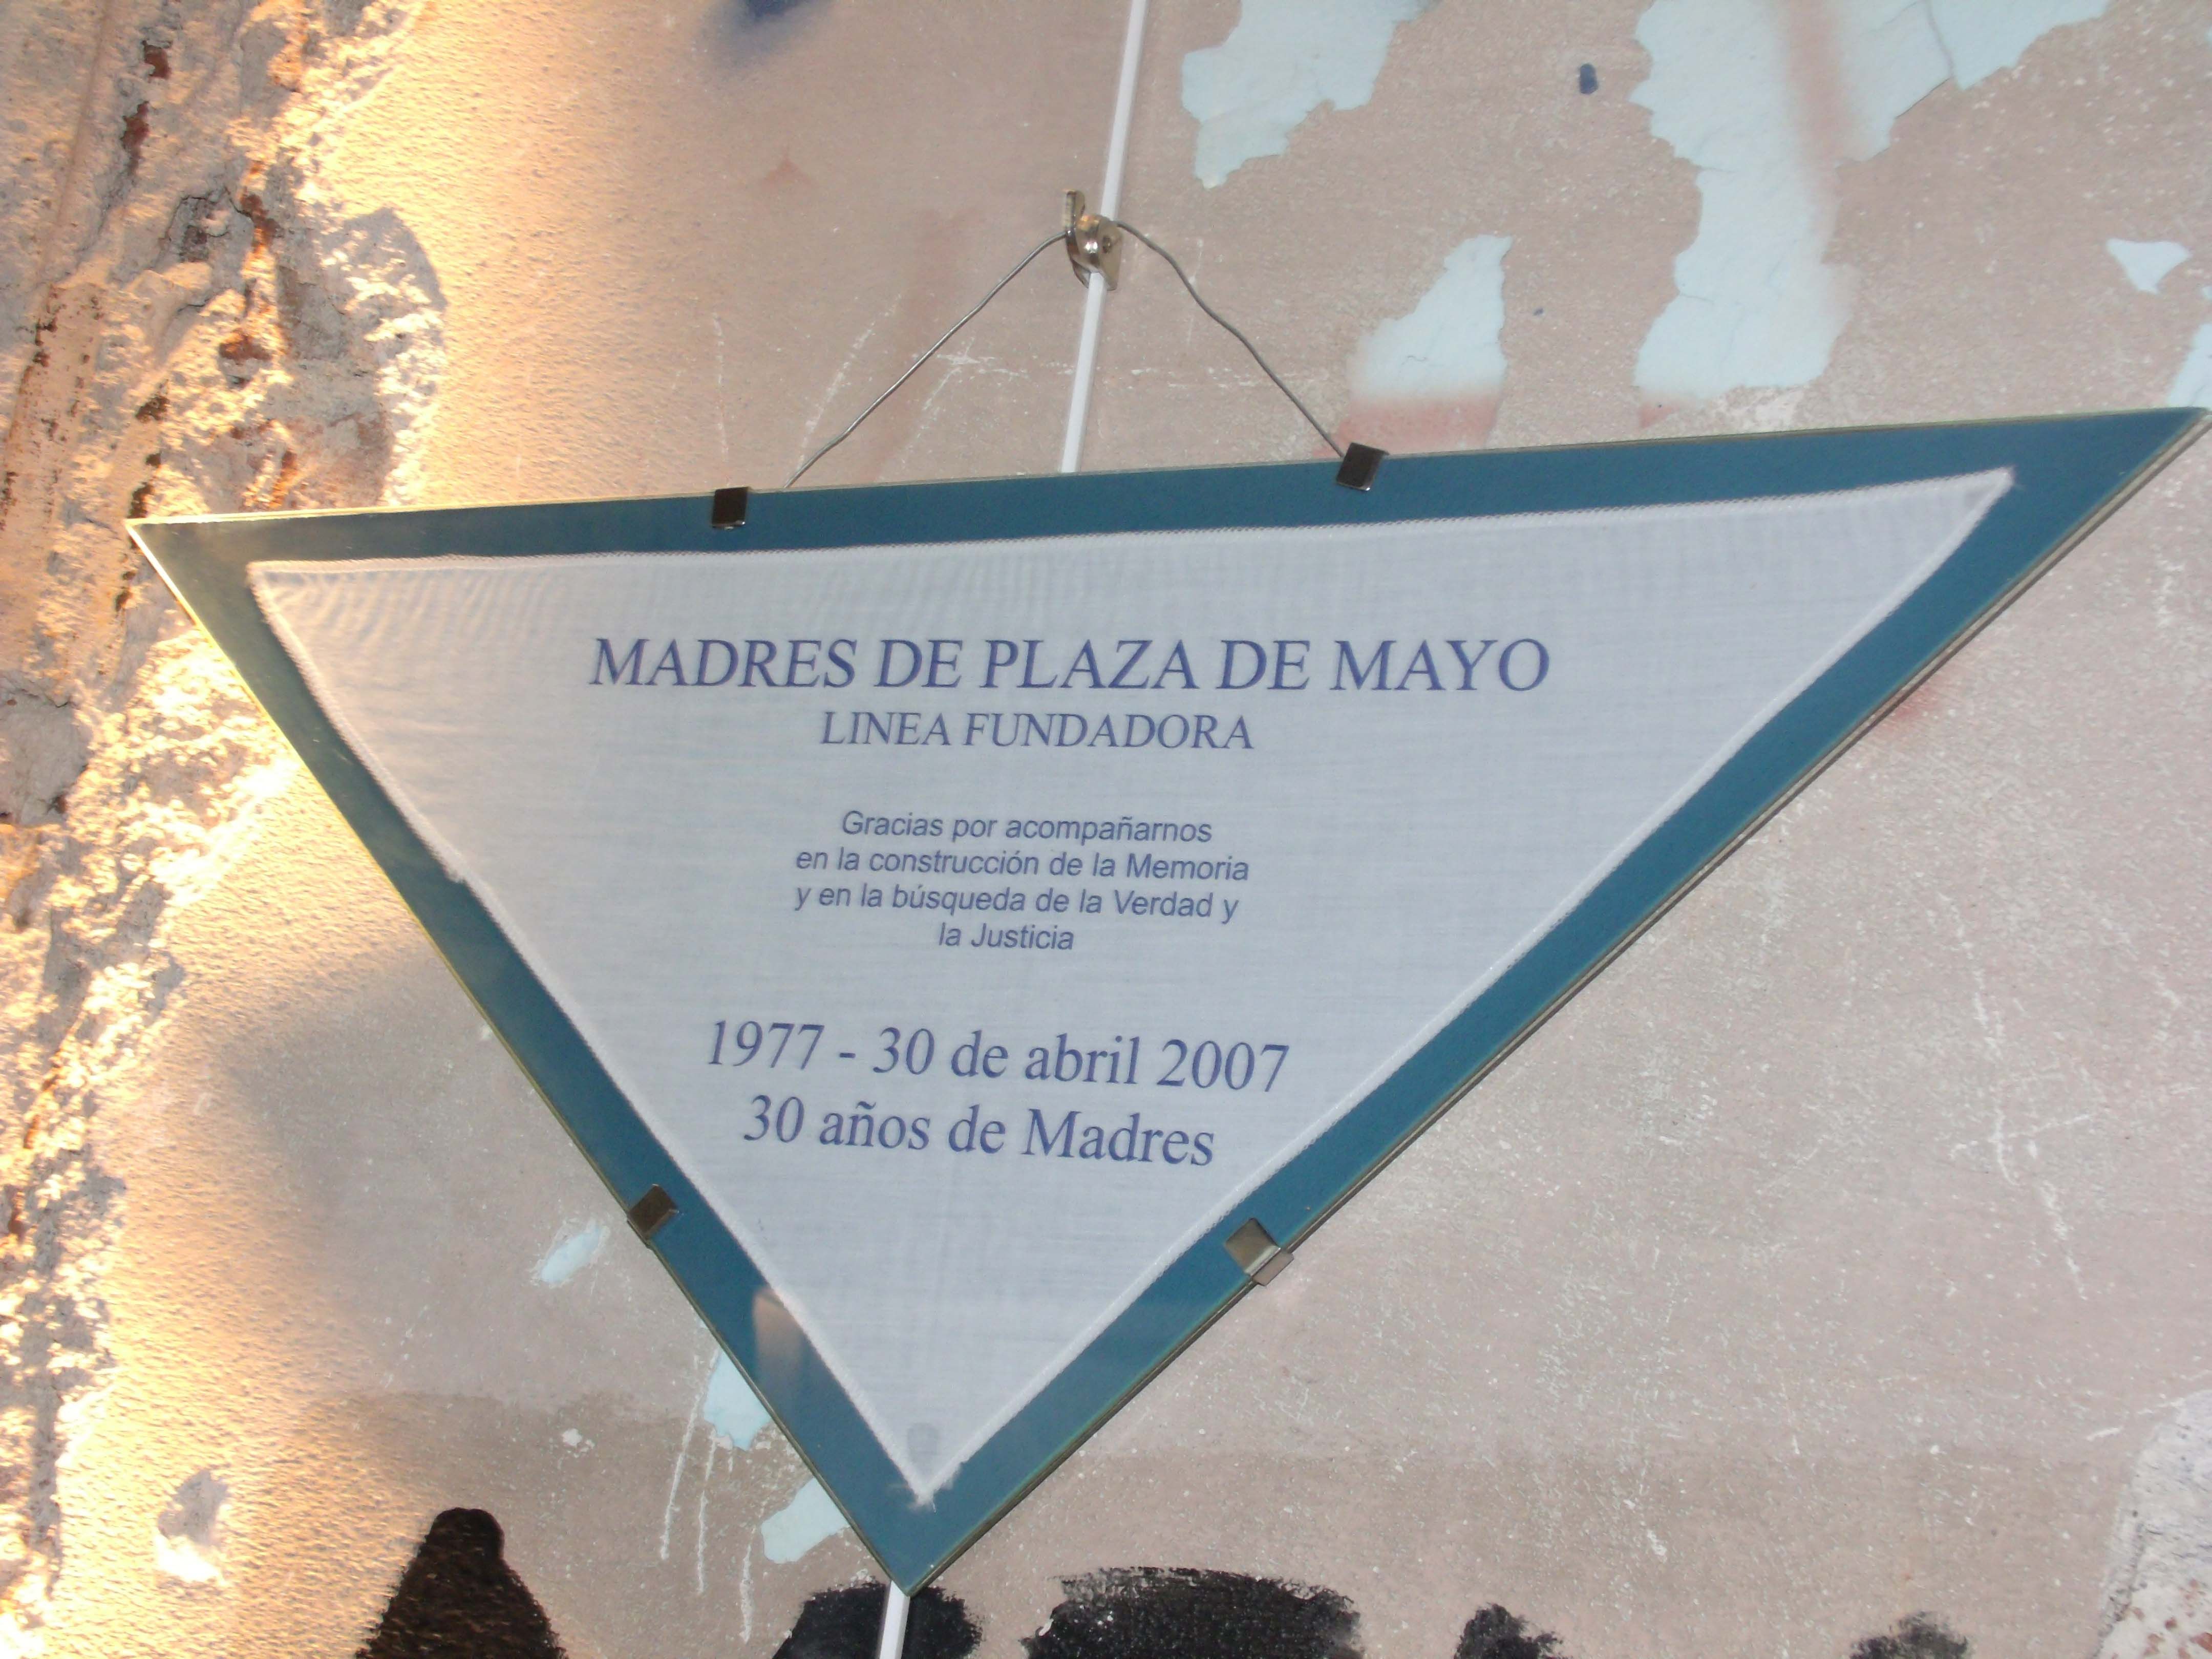 MADRES DE PLAZA DE MAYO
LINEA FUNDADORA
Gracias por acompañarnos
en la construcción de la Memoria
y en la búsqueda de la Verdad y
la Justicia
1977 - 30 de abril 2007
30 años de Madres